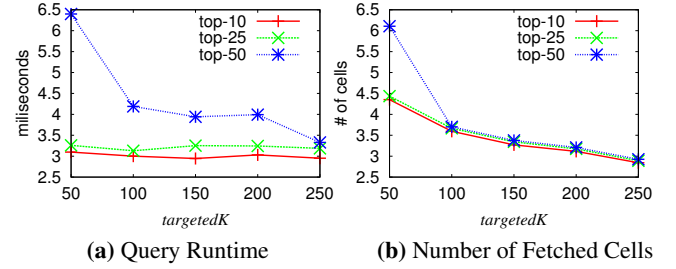 6.5
6
5.5
5
4.5
4
3.5
3
2.5
miliseconds
top-10
top-25
top-50
50 100 150 200 250
targetedK
(a) Query Runtime
6.5
6
5.5
5
4.5
4
3.5
3
2.5
# of cells
top-10
top-25
top-50
50 100 150 200 250
targetedK
(b) Number of Fetched Cells